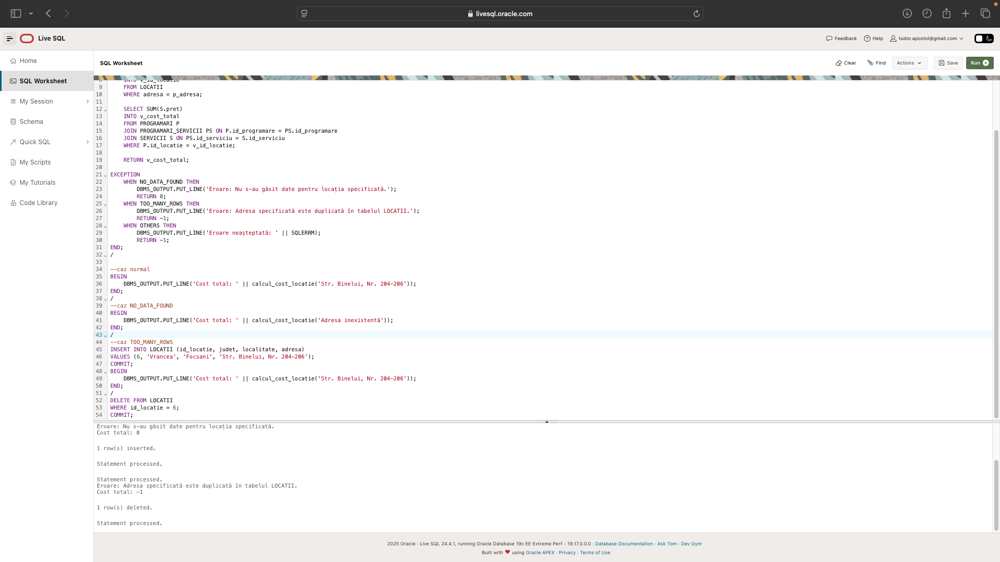 livesql.oracle.com
Live SQL
Feedback
Help
tudor.apostol@gmail.com
Home
SQL Worksheet
My Session
Schema
Quick SQL
My Scripts
My Tutorials
Code Library
SQL Worksheet
Clear
Find
Actions
Save
Run
8 INTO v_id_locatie
9 FROM LOCATII
10 WHERE adresa = p_adresa;
11
12 SELECT SUM(S.pret)
13 INTO v_cost_total
14 FROM PROGRAMARI P
15 JOIN PROGRAMARI_SERVICII PS ON P.id_programare = PS.id_programare
16 JOIN SERVICII S ON PS.id_serviciu = S.id_serviciu
17 WHERE P.id_locatie = v_id_locatie;
18
19 RETURN v_cost_total;
20
21 EXCEPTION
22 WHEN NO_DATA_FOUND THEN
23 DBMS_OUTPUT.PUT_LINE('Eroare: Nu s-au găsit date pentru locația specificată.');
24 RETURN 0;
25 WHEN TOO_MANY_ROWS THEN
26 DBMS_OUTPUT.PUT_LINE('Eroare: Adresa specificată este duplicată în tabelul LOCATII.');
27 RETURN -1;
28 WHEN OTHERS THEN
29 DBMS_OUTPUT.PUT_LINE('Eroare neașteptată: ' || SQLERRM);
30 RETURN -1;
31 END;
32 /
33
34 --caz normal
35 BEGIN
36 DBMS_OUTPUT.PUT_LINE('Cost total: ' || calcul_cost_locatie('Str. Binelui, Nr. 204-206'));
37 END;
38 /
39 --caz NO_DATA_FOUND
40 BEGIN
41 DBMS_OUTPUT.PUT_LINE('Cost total: ' || calcul_cost_locatie('Adresa inexistentă'));
42 END;
43 /
44 --caz TOO_MANY_ROWS
45 INSERT INTO LOCATII (id_locatie, judet, localitate, adresa)
46 VALUES (6, 'Vrancea', 'Focsani', 'Str. Binelui, Nr. 204-206');
47 COMMIT;
48 BEGIN
49 DBMS_OUTPUT.PUT_LINE('Cost total: ' || calcul_cost_locatie('Str. Binelui, Nr. 204-206'));
50 END;
51 /
52 DELETE FROM LOCATII
53 WHERE id_locatie = 6;
54 COMMIT;
Eroare: Nu s-au găsit date pentru locația specificată.
Cost total: 0
1 row(s) inserted.
Statement processed.
Statement processed.
Eroare: Adresa specificată este duplicată în tabelul LOCATII.
Cost total: -1
1 row(s) deleted.
Statement processed.
2025 Oracle · Live SQL 24.4.1, running Oracle Database 19c EE Extreme Perf - 19.17.0.0.0 · Database Documentation · Ask Tom · Dev Gym
Built with ❤ using Oracle APEX · Privacy · Terms of Use